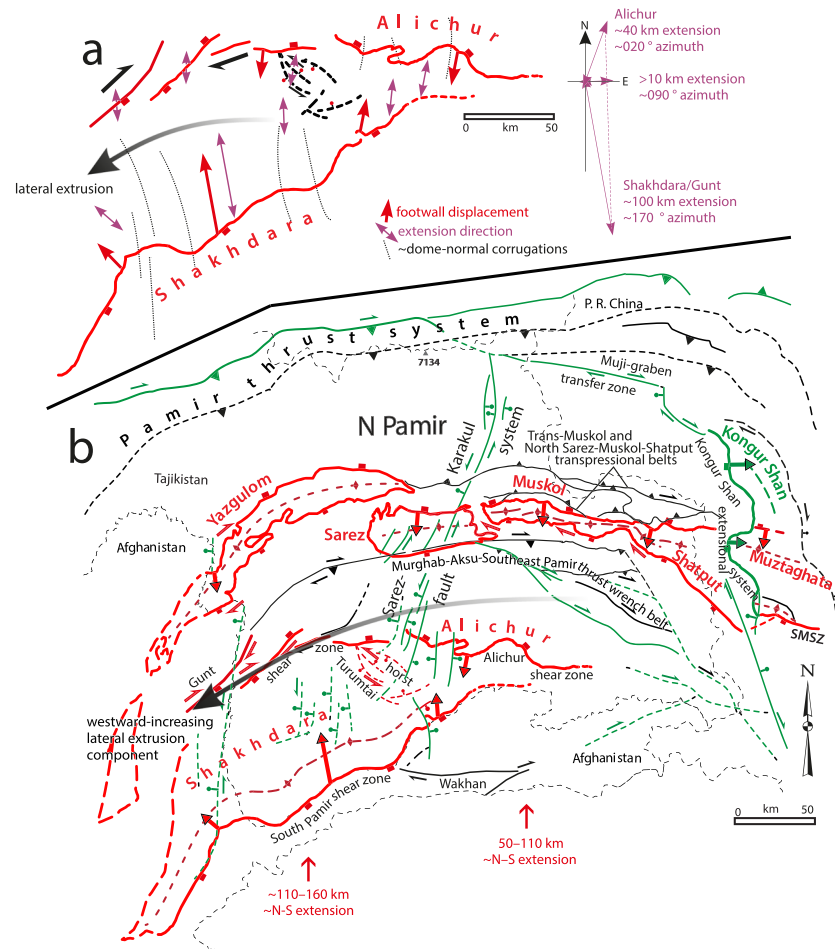 a
Alichur
N
E
Alichur
~40 km extension
~020 ° azimuth
>10 km extension
~090 ° azimuth
0 km 50
lateral extrusion
Shakhdara
footwall displacement
extension direction
~dome-normal corrugations
Shakhdara/Gunt
~100 km extension
~170 ° azimuth
b
Pamir thrust system
P. R. China
7134
Muji-graben
transfer zone
N Pamir
Karakul
system
Trans-Muskol and
North Sarez-Muskol-Shatput
transpressional belts
Kongur Shan
Kongur Shan
extensional
system
Tajikistan
Yazgulom
Afghanistan
Sarez
Muskol
Shatput
Muztaghata
SMSZ
Murghab-Aksu-Southeast Pamir thrust wrench belt
Sarez-
fault
Alichur
Alichur
shear zone
Gunt
shear
zone
horst
Turumtai
westward-increasing
lateral extrusion
component
Shakhdara
South Pamir shear zone
Wakhan
Afghanistan
N
0 km 50
50–110 km
~N–S extension
~110–160 km
~N-S extension